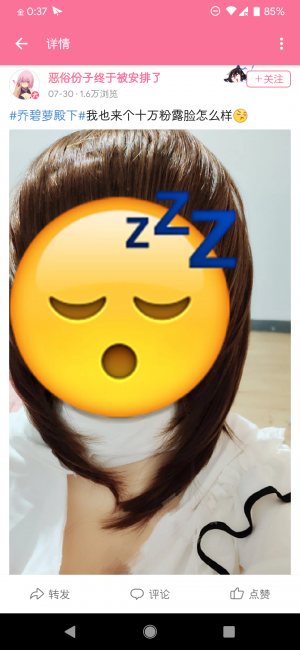 0:37
85%
详情
恶俗份子终于被安排了
07-30 · 1.6万浏览
+关注
#乔碧萝殿下#我也来个十万粉露脸怎么样
z z Z
转发
评论
点赞